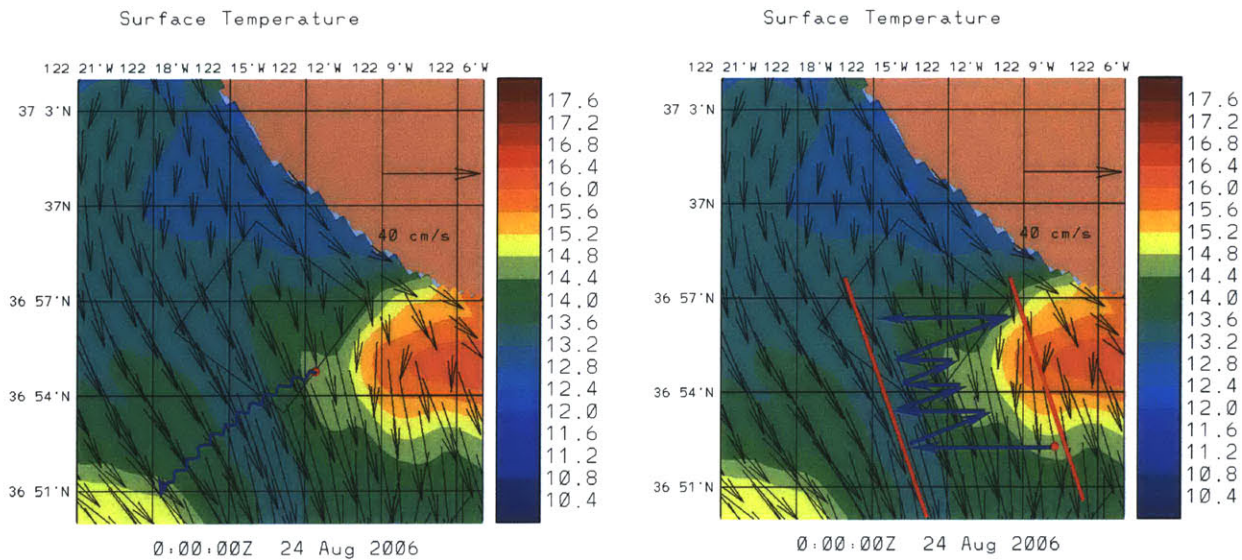 Surface Temperature
122 21'W 122 18'W 122 15'W 122 12'W 122 9'W 122 6'W
37 3'N
37N
36 57'N
36 54'N
36 51'N
40 cm/s
17.6
17.2
16.8
16.4
16.0
15.6
15.2
14.8
14.4
14.0
13.6
13.2
12.8
12.4
12.0
11.6
11.2
10.8
10.4
0:00:00Z 24 Aug 2006
Surface Temperature
122 21'W 122 18'W 122 15'W 122 12'W 122 9'W 122 6'W
37 3'N
37N
36 57'N
36 54'N
36 51'N
40 cm/s
17.6
17.2
16.8
16.4
16.0
15.6
15.2
14.8
14.4
14.0
13.6
13.2
12.8
12.4
12.0
11.6
11.2
10.8
10.4
0:00:00Z 24 Aug 2006